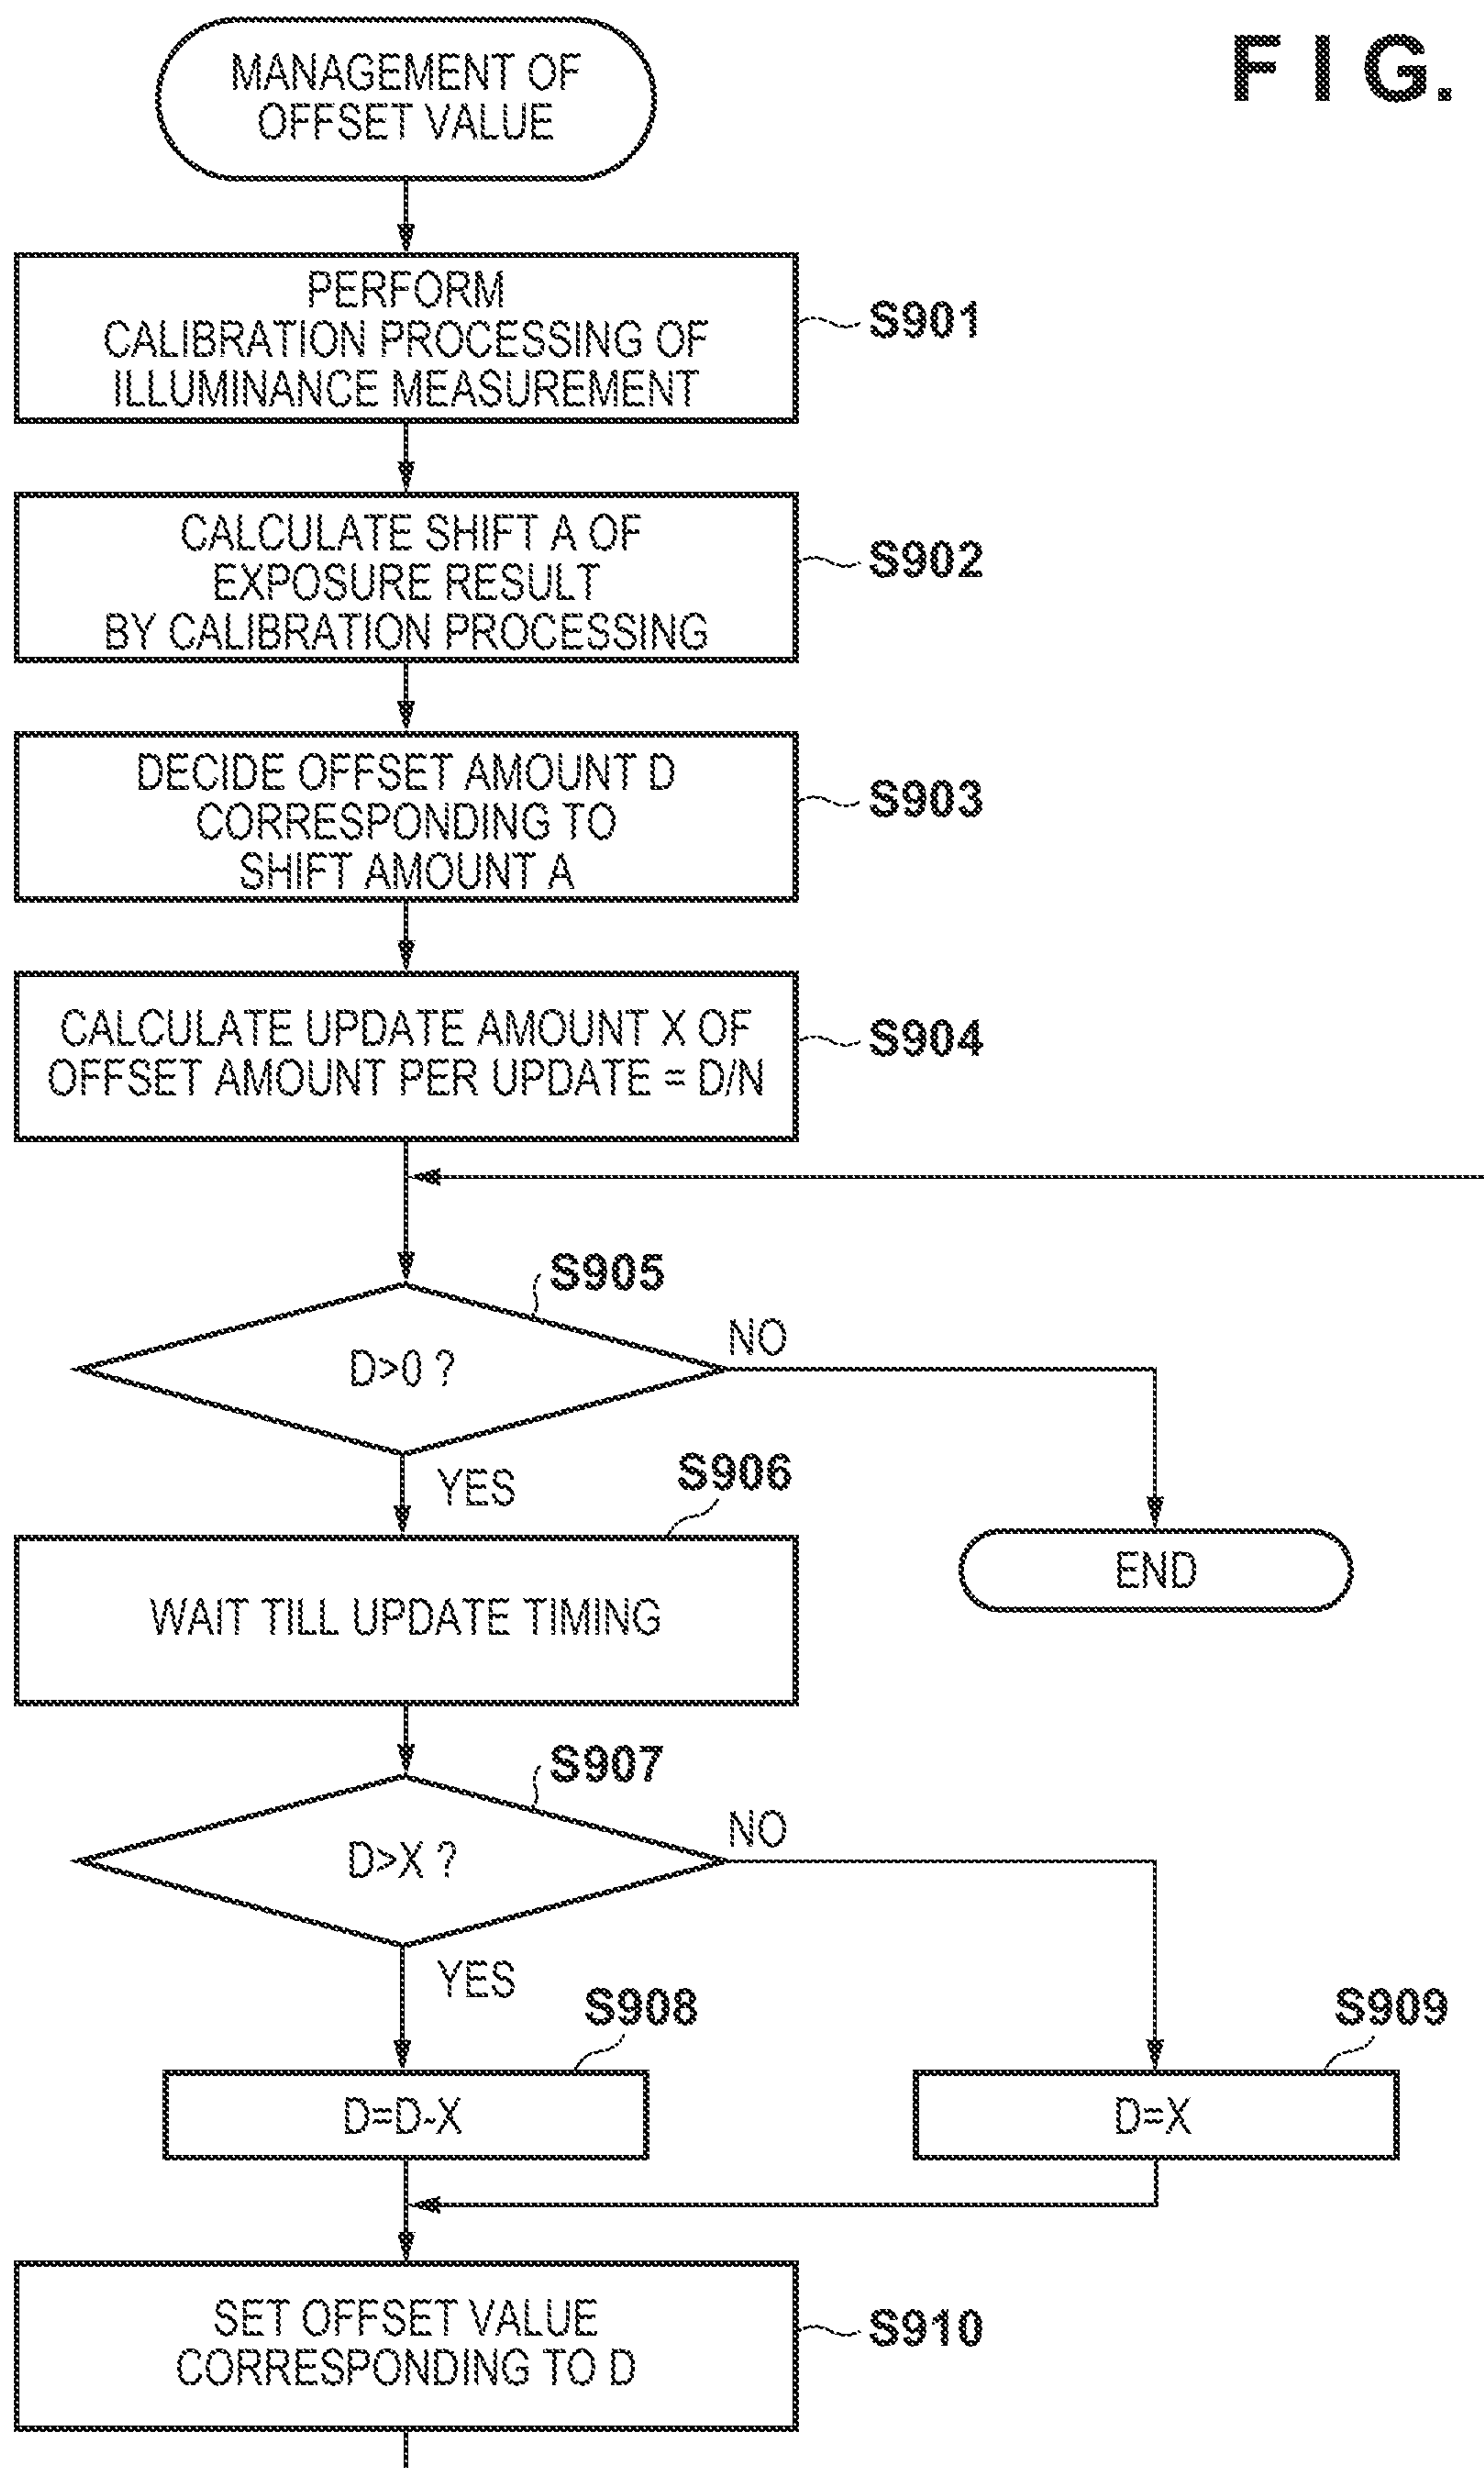 FIG.
MANAGEMENT OF
OFFSET VALUE
PERFORM
CALIBRATION PROCESSING OF
ILLUMINANCE MEASUREMENT
S901
CALCULATE SHIFT A OF
EXPOSURE RESULT
BY CALIBRATION PROCESSING
S902
DECIDE OFFSET AMOUNT D
CORRESPONDING TO
SHIFT AMOUNT A
S903
CALCULATE UPDATE AMOUNT X OF
OFFSET AMOUNT PER UPDATE = D/N
S904
S905
D>0 ?
NO
YES
S906
WAIT TILL UPDATE TIMING
END
S907
D>X ?
NO
YES
S908
D=D-X
S909
D=X
SET OFFSET VALUE
CORRESPONDING TO D
S910